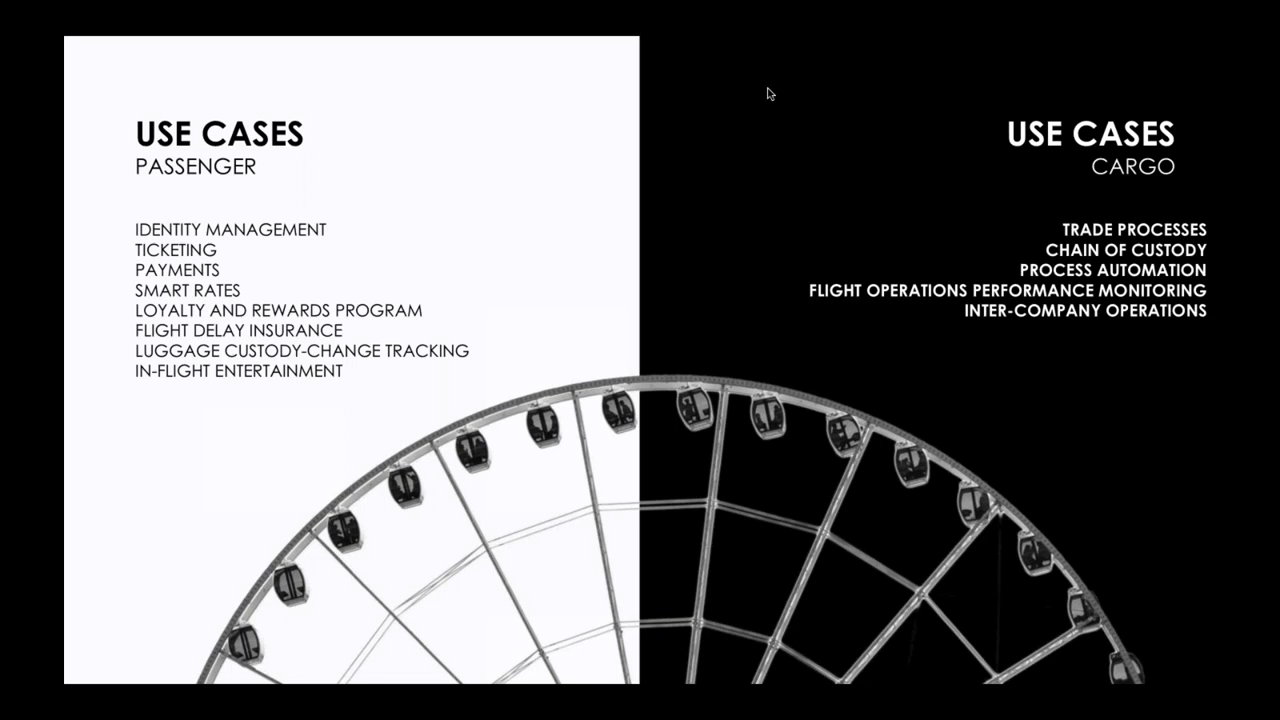 USE CASES
PASSENGER
IDENTITY MANAGEMENT
TICKETING
PAYMENTS
SMART RATES
LOYALTY AND REWARDS PROGRAM
FLIGHT DELAY INSURANCE
LUGGAGE CUSTODY-CHANGE TRACKING
IN-FLIGHT ENTERTAINMENT
USE CASES
CARGO
TRADE PROCESSES
CHAIN OF CUSTODY
PROCESS AUTOMATION
FLIGHT OPERATIONS PERFORMANCE MONITORING
INTER-COMPANY OPERATIONS